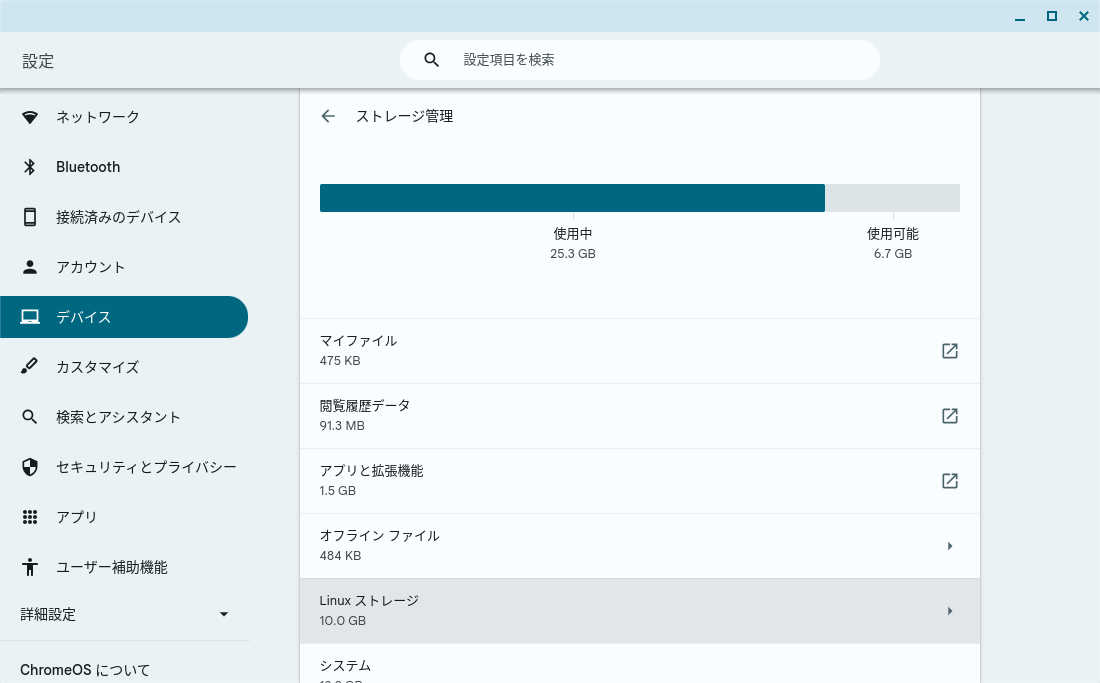 設定
設定項目を検索
ネットワーク
Bluetooth
接続済みのデバイス
アカウント
デバイス
カスタマイズ
検索とアシスタント
セキュリティとプライバシー
アプリ
ユーザー補助機能
詳細設定
ChromeOS について
ストレージ管理
使用中
25.3 GB
使用可能
6.7 GB
マイファイル
475 KB
閲覧履歴データ
91.3 MB
アプリと拡張機能
1.5 GB
オフライン ファイル
484 KB
Linux ストレージ
10.0 GB
システム